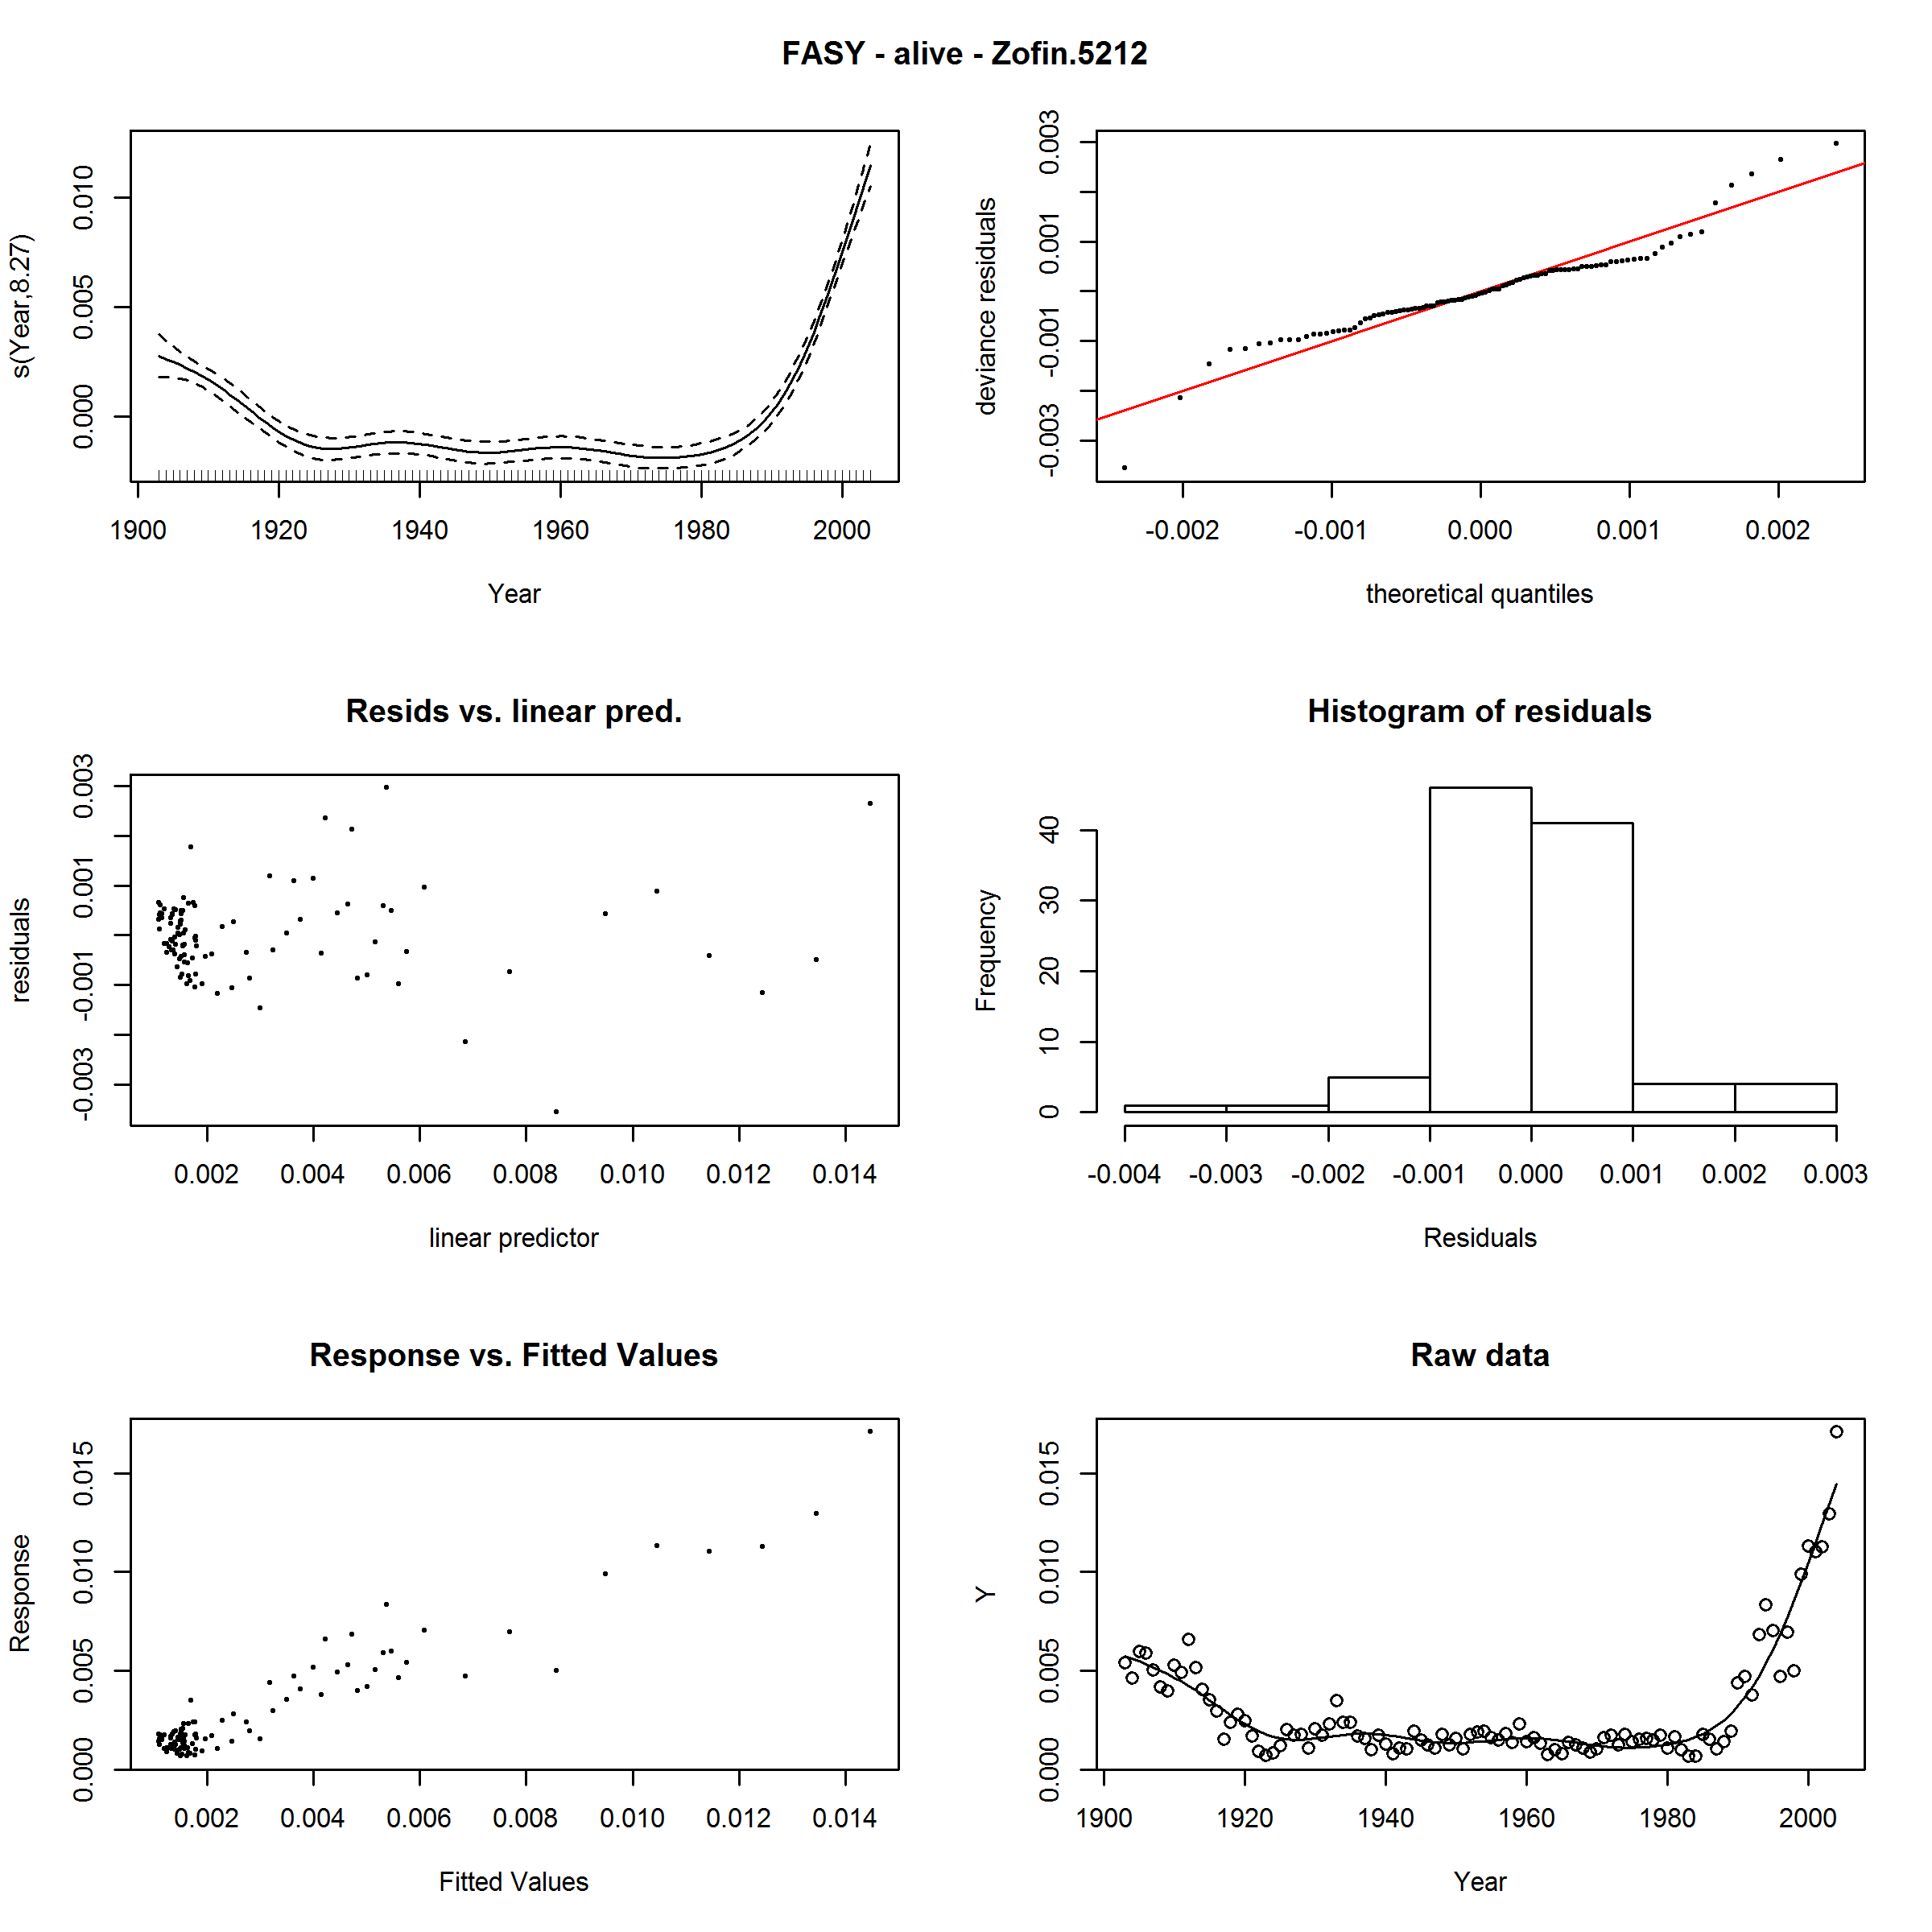 FASY - alive - Zofin.5212
s(Year,8.27)
0.000 0.005 0.010
1900 1920 1940 1960 1980 2000
Year
deviance residuals
-0.003 -0.001 0.001 0.003
-0.002 -0.001 0.000 0.001 0.002
theoretical quantiles
Resids vs. linear pred.
residuals
-0.003 -0.001 0.001 0.003
0.002 0.004 0.006 0.008 0.010 0.012 0.014
linear predictor
Histogram of residuals
Frequency
0 10 20 30 40
-0.004 -0.003 -0.002 -0.001 0.000 0.001 0.002 0.003
Residuals
Response vs. Fitted Values
Response
0.000 0.005 0.010 0.015
0.002 0.004 0.006 0.008 0.010 0.012 0.014
Fitted Values
Raw data
Y
0.000 0.005 0.010 0.015
1900 1920 1940 1960 1980 2000
Year